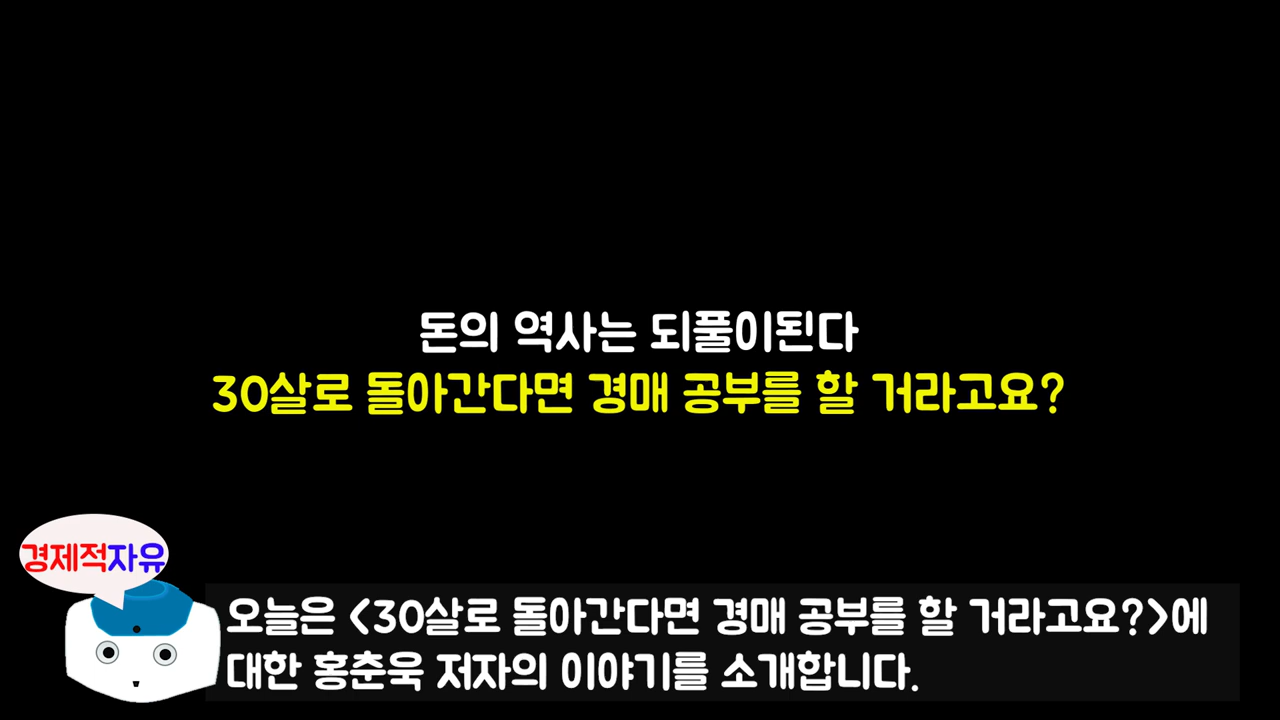 돈의 역사는 되풀이된다
30살로 돌아간다면 경매 공부를 할 거라고요?
경제적자유
오늘은 <30살로 돌아간다면 경매 공부를 할 거라고요?>에
대한 홍춘욱 저자의 이야기를 소개합니다.